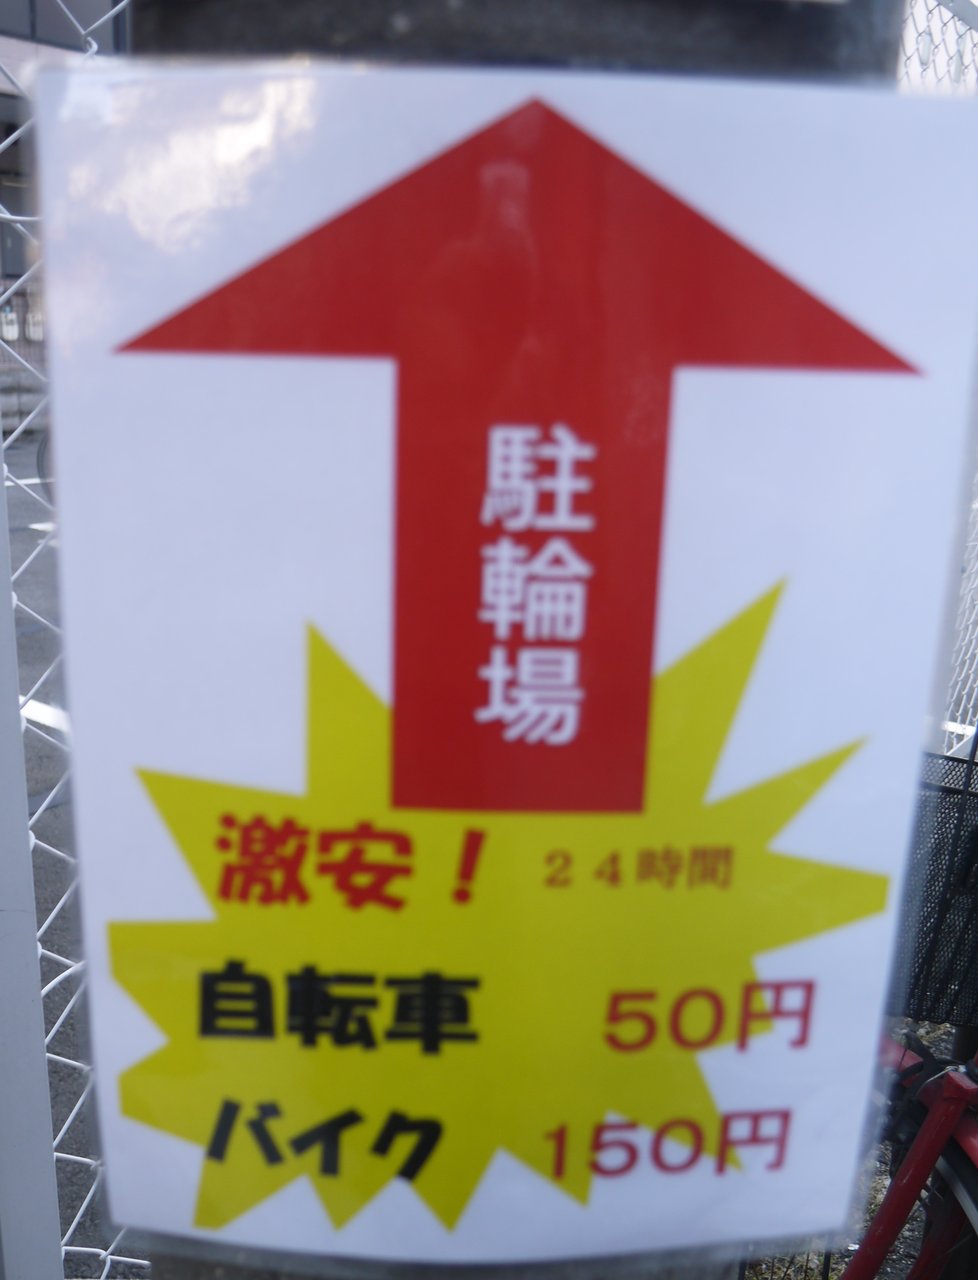 駐輪場
激安！ ２４時間
自転車 50円
バイク 150円